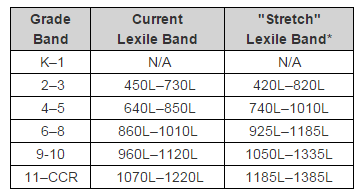 Grade Current "Stretch"
Band Lexile Band Lexile Band*
K–1 N/A N/A
2–3 450L–730L 420L–820L
4–5 640L–850L 740L–1010L
6–8 860L–1010L 925L–1185L
9-10 960L–1120L 1050L–1335L
11–CCR 1070L–1220L 1185L–1385L